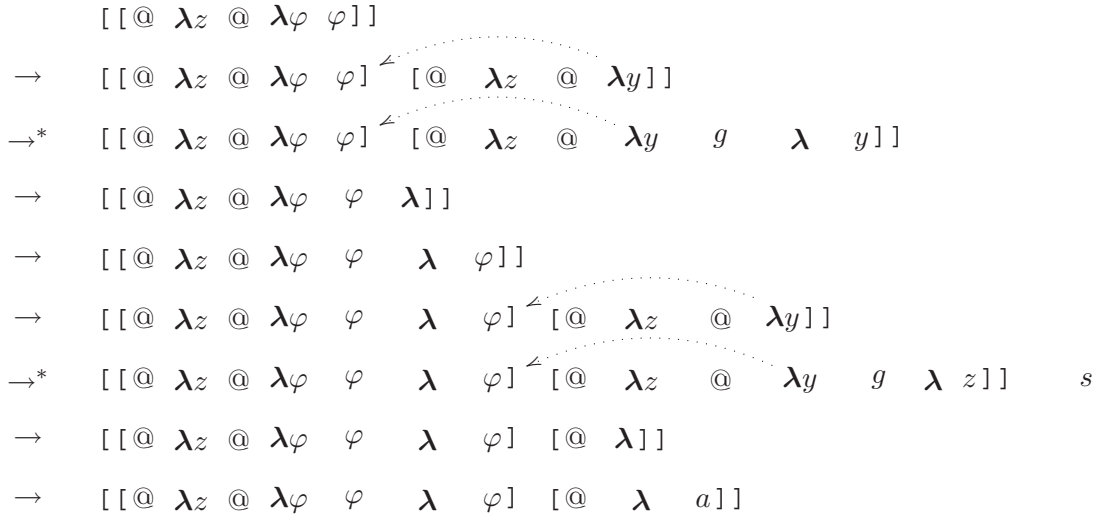 [[@ λz @ λφ φ]]
→ [[@ λz @ λφ φ] [@ λz @ λy]]
→* [[@ λz @ λφ φ] [@ λz @ λy g λ y]]
→ [[@ λz @ λφ φ λ]]
→ [[@ λz @ λφ φ λ φ]]
→ [[@ λz @ λφ φ λ φ] [@ λz @ λy]]
→* [[@ λz @ λφ φ λ φ] [@ λz @ λy g λ z]] s
→ [[@ λz @ λφ φ λ φ] [@ λ]]
→ [[@ λz @ λφ φ λ φ] [@ λ a]]